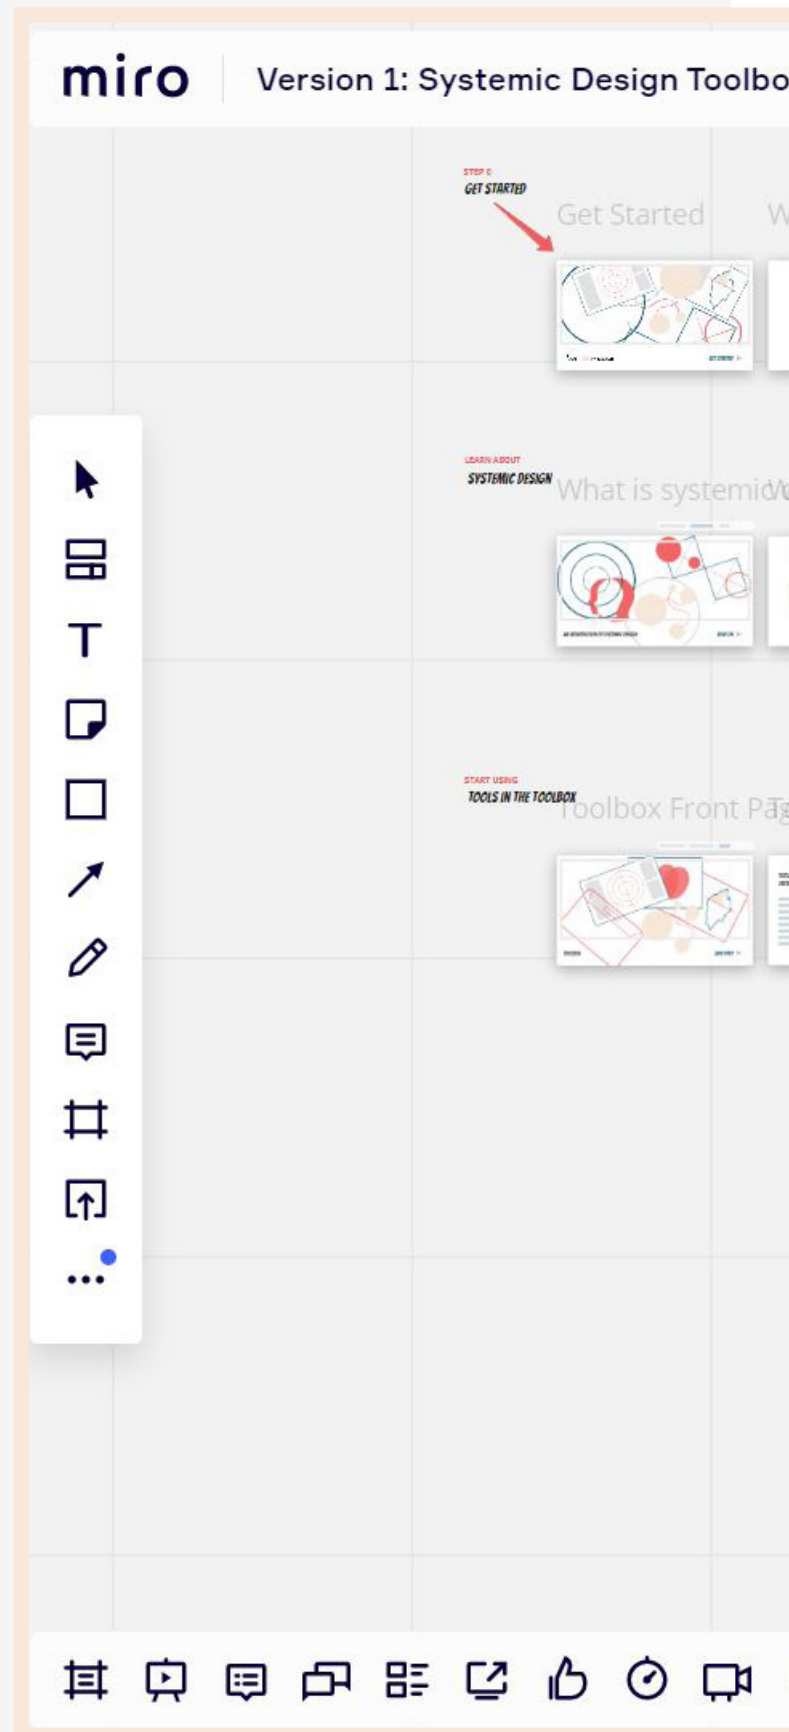 miro
Version 1: Systemic Design Toolbo
STEP 0
GET STARTED
Get Started
W
LEARN ABOUT
SYSTEMIC DESIGN
What is systemic
START USING
TOOLS IN THE TOOLBOX
Toolbox Front Pag